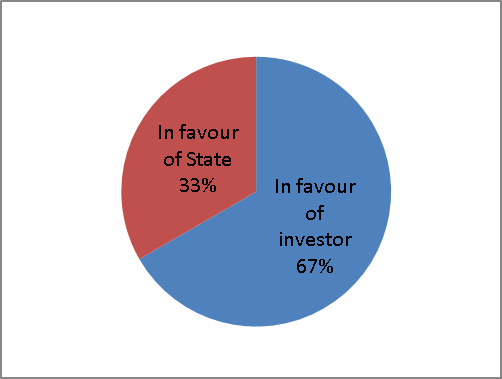 In favour
of State
33%
In favour
of
investor
67%